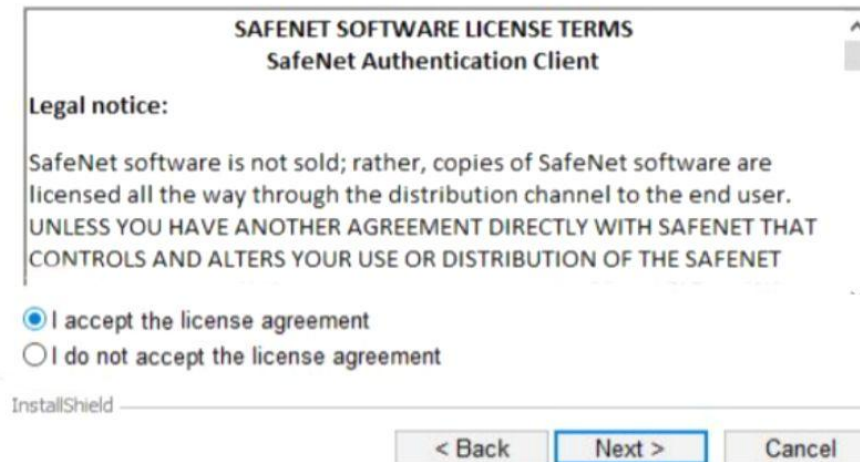 SAFENET SOFTWARE LICENSE TERMS
SafeNet Authentication Client
Legal notice:
SafeNet software is not sold; rather, copies of SafeNet software are
licensed all the way through the distribution channel to the end user.
UNLESS YOU HAVE ANOTHER AGREEMENT DIRECTLY WITH SAFENET THAT
CONTROLS AND ALTERS YOUR USE OR DISTRIBUTION OF THE SAFENET
I accept the license agreement
I do not accept the license agreement
InstallShield
< Back Next > Cancel